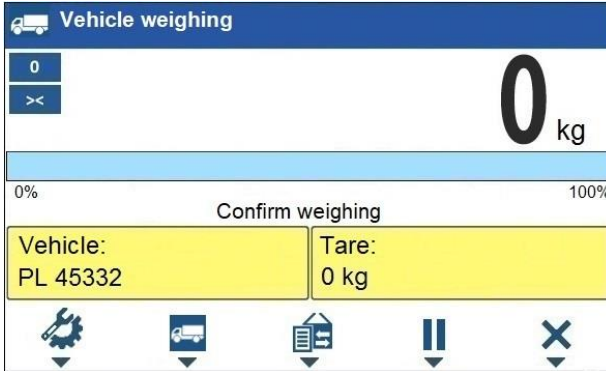 Vehicle weighing
0
><
0 kg
0% 100%
Confirm weighing
Vehicle: Tare:
PL 45332 0 kg